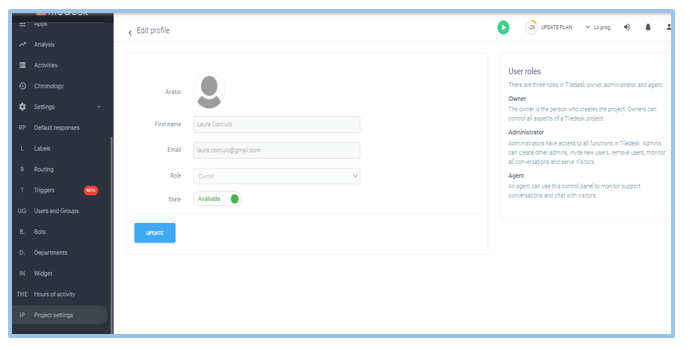 Apps
Analysis
Activities
Chronology
Settings
RP Default responses
L Labels
R Routing
T Triggers BETA
UG Users and Groups
B. Bots
D. Departments
IN Widget
THE Hours of activity
IP Project settings
Edit profile
-28 UPDATE PLAN Lc prog.
Avatar
First name Laura Corciulo
Email laura.corciulo@gmail.com
Role Owner
State Available
UPDATE
User roles
There are three roles in Tiledesk owner, administrator and agent
Owner
The owner is the person who creates the project. Owners can
control all aspects of a Tiledesk project.
Administrator
Administrators have access to all functions in Tiledesk: Admins
can create other admins, invite new users, remove users, monitor
all conversations and serve Visitors.
Agent
An agent can use this control panel to monitor support
conversations and chat with visitors.